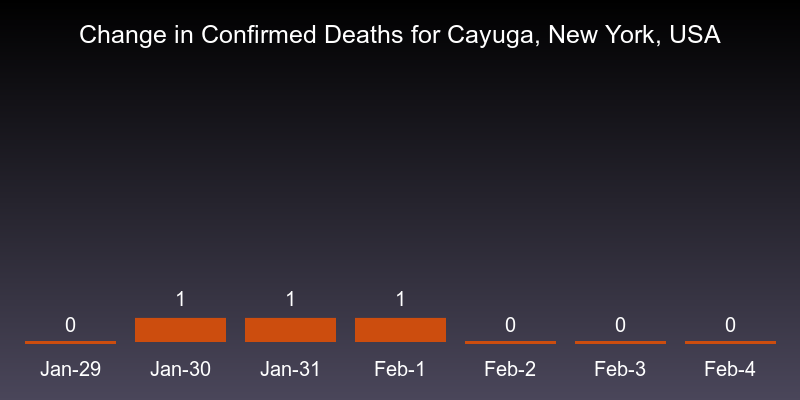 Change in Confirmed Deaths for Cayuga, New York, USA
0 1 1 1 0 0 0
Jan-29 Jan-30 Jan-31 Feb-1 Feb-2 Feb-3 Feb-4